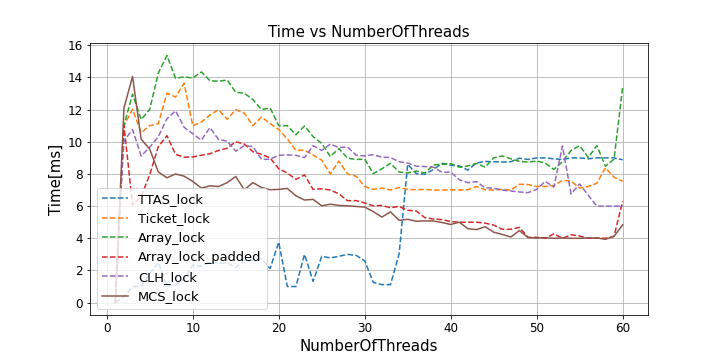 Time vs NumberOfThreads
16
14
12
10
8
6
4
2
0
Time[ms]
TTAS_lock
Ticket_lock
Array_lock
Array_lock_padded
CLH_lock
MCS_lock
0 10 20 30 40 50 60
NumberOfThreads